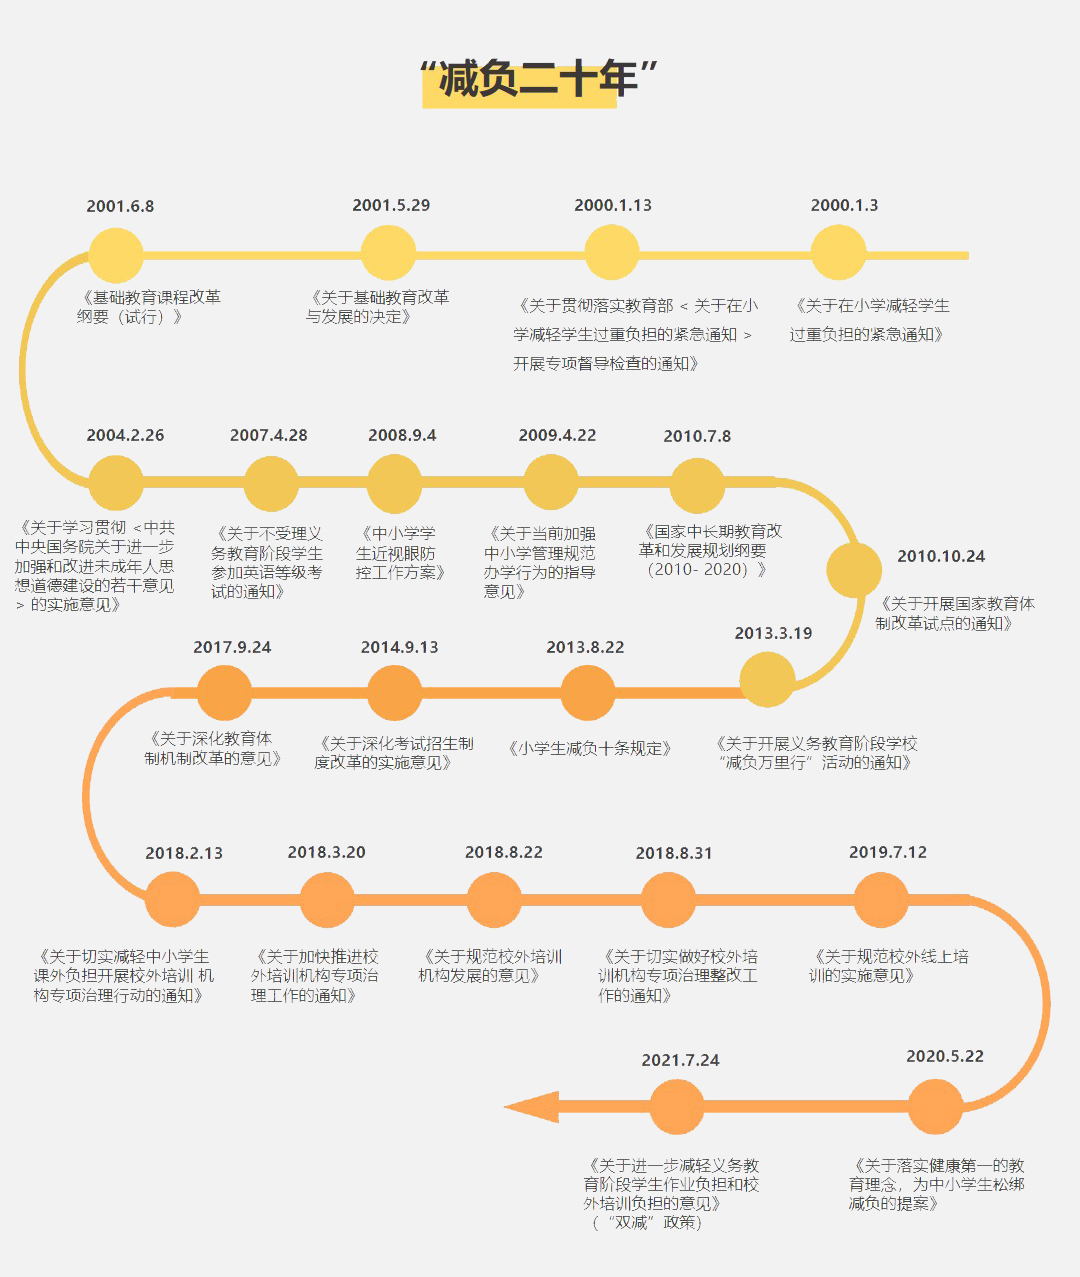 “减负二十年”
2001.6.8
《基础教育课程改革
纲要（试行）》
2001.5.29
《关于基础教育改革
与发展的决定》
2000.1.13
《关于贯彻落实教育部 < 关于在小
学减轻学生过重负担的紧急通知 >
开展专项督导检查的通知》
2000.1.3
《关于在小学减轻学生
过重负担的紧急通知》
2004.2.26
《关于学习贯彻 <中共
中央国务院关于进一步
加强和改进未成年人思
想道德建设的若干意见
> 的实施意见》
2007.4.28
《关于不受理义
务教育阶段学生
参加英语等级考
试的通知》
2008.9.4
《中小学学
生近视眼防
控工作方案》
2009.4.22
《关于当前加强
中小学管理规范
办学行为的指导
意见》
2010.7.8
《国家中长期教育改
革和发展规划纲要
（2010- 2020）》
2010.10.24
《关于开展国家教育体
制改革试点的通知》
2017.9.24
《关于深化教育体
制机制改革的意见》
2014.9.13
《关于深化考试招生制
度改革的实施意见》
2013.8.22
《小学生减负十条规定》
2013.3.19
《关于开展义务教育阶段学校
“减负万里行”活动的通知》
2018.2.13
《关于切实减轻中小学生
课外负担开展校外培训 机
构专项治理行动的通知》
2018.3.20
《关于加快推进校
外培训机构专项治
理工作的通知》
2018.8.22
《关于规范校外培训
机构发展的意见》
2018.8.31
《关于切实做好校外培
训机构专项治理整改工
作的通知》
2019.7.12
《关于规范校外线上培
训的实施意见》
2021.7.24
《关于进一步减轻义务教
育阶段学生作业负担和校
外培训负担的意见》
（“双减”政策）
2020.5.22
《关于落实健康第一的教
育理念，为中小学生松绑
减负的提案》